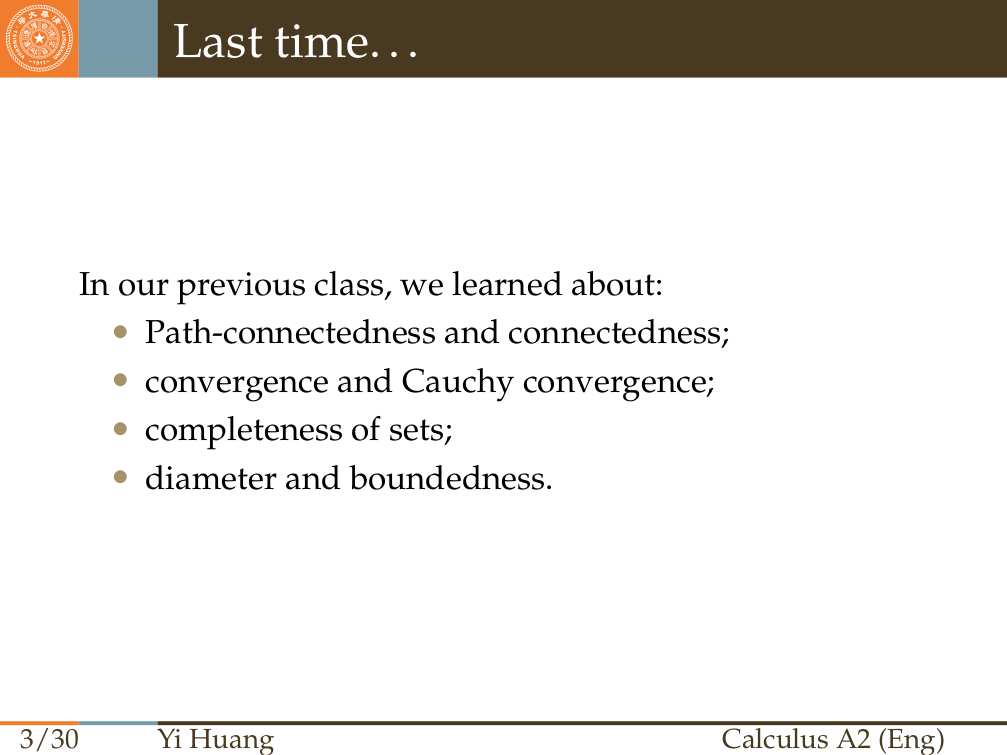 Last time. . .
In our previous class, we learned about:
• Path-connectedness and connectedness;
• convergence and Cauchy convergence;
• completeness of sets;
• diameter and boundedness.
3/30 Yi Huang Calculus A2 (Eng)